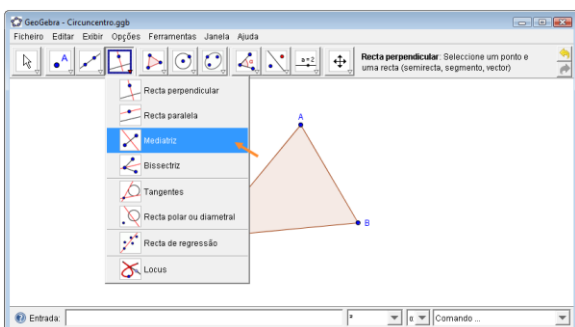 GeoGebra - Circuncentro.ggb
Ficheiro Editar Exibir Opções Ferramentas Janela Ajuda
A
a=2
Recta perpendicular: Seleccione um ponto e
uma recta (semirecta, segmento, vector)
Recta perpendicular
Recta paralela
Mediatriz
Bissectriz
Tangentes
Recta polar ou diametral
Recta de regressão
Locus
A
B
Entrada:
Comando ...